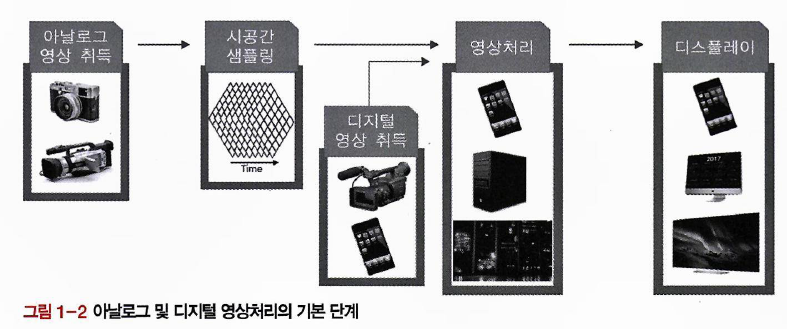 아날로그
영상 취득
시공간
샘플링
영상처리
디스플레이
디지털
영상 취득
Time
2017
그림 1-2 아날로그 및 디지털 영상처리의 기본 단계